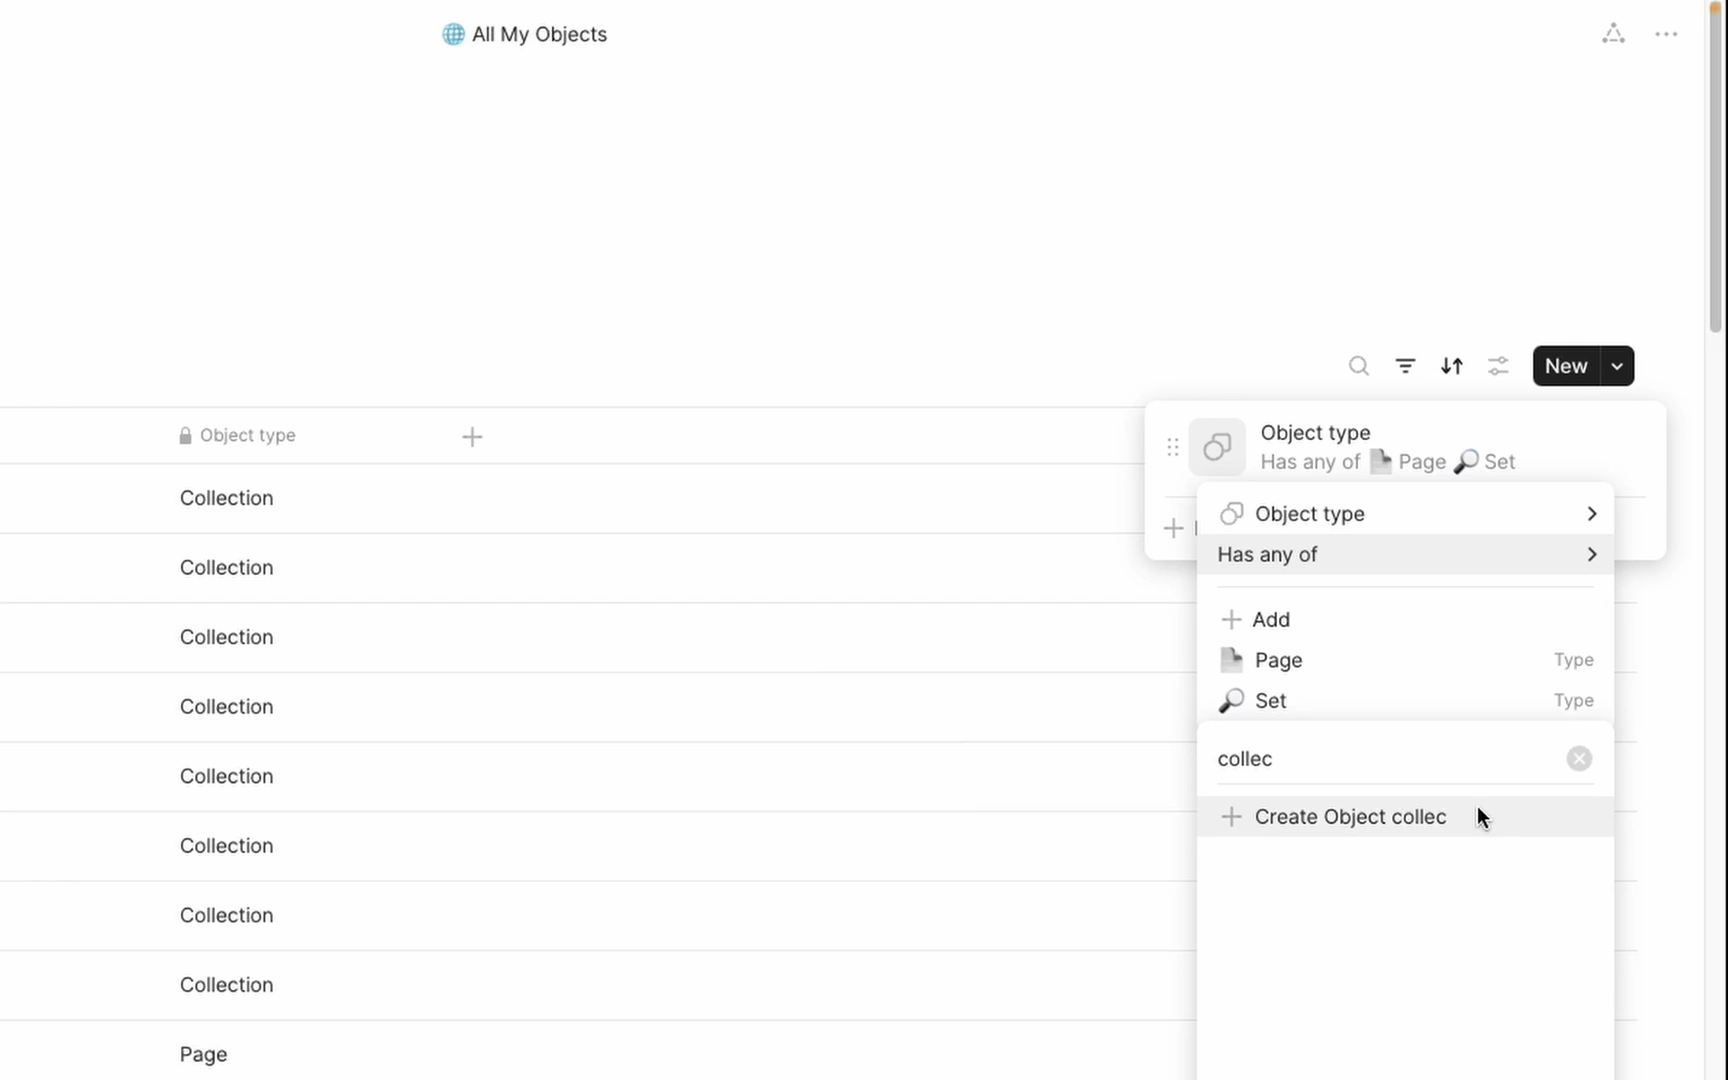 All My Objects
New
Object type
Object type
Has any of Page Set
Collection
Object type
Has any of
Collection
Add
Collection
Page Type
Set Type
Collection
collec
Collection
Create Object collec
Collection
Collection
Collection
Page